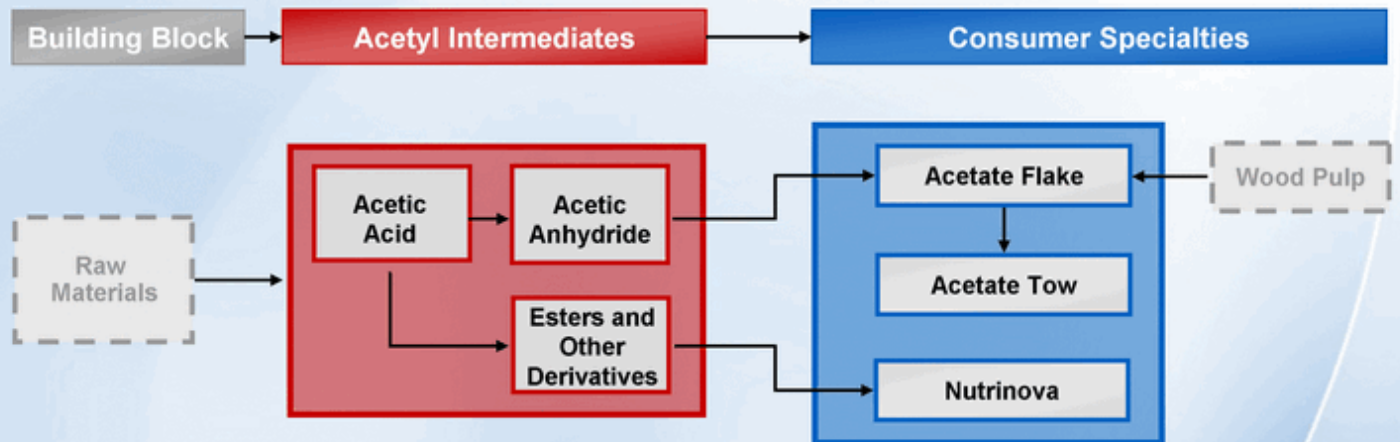 Building Block
Acetyl Intermediates
Consumer Specialties
Raw
Materials
Acetic
Acid
Acetic
Anhydride
Esters and
Other
Derivatives
Acetate Flake
Wood Pulp
Acetate Tow
Nutrinova